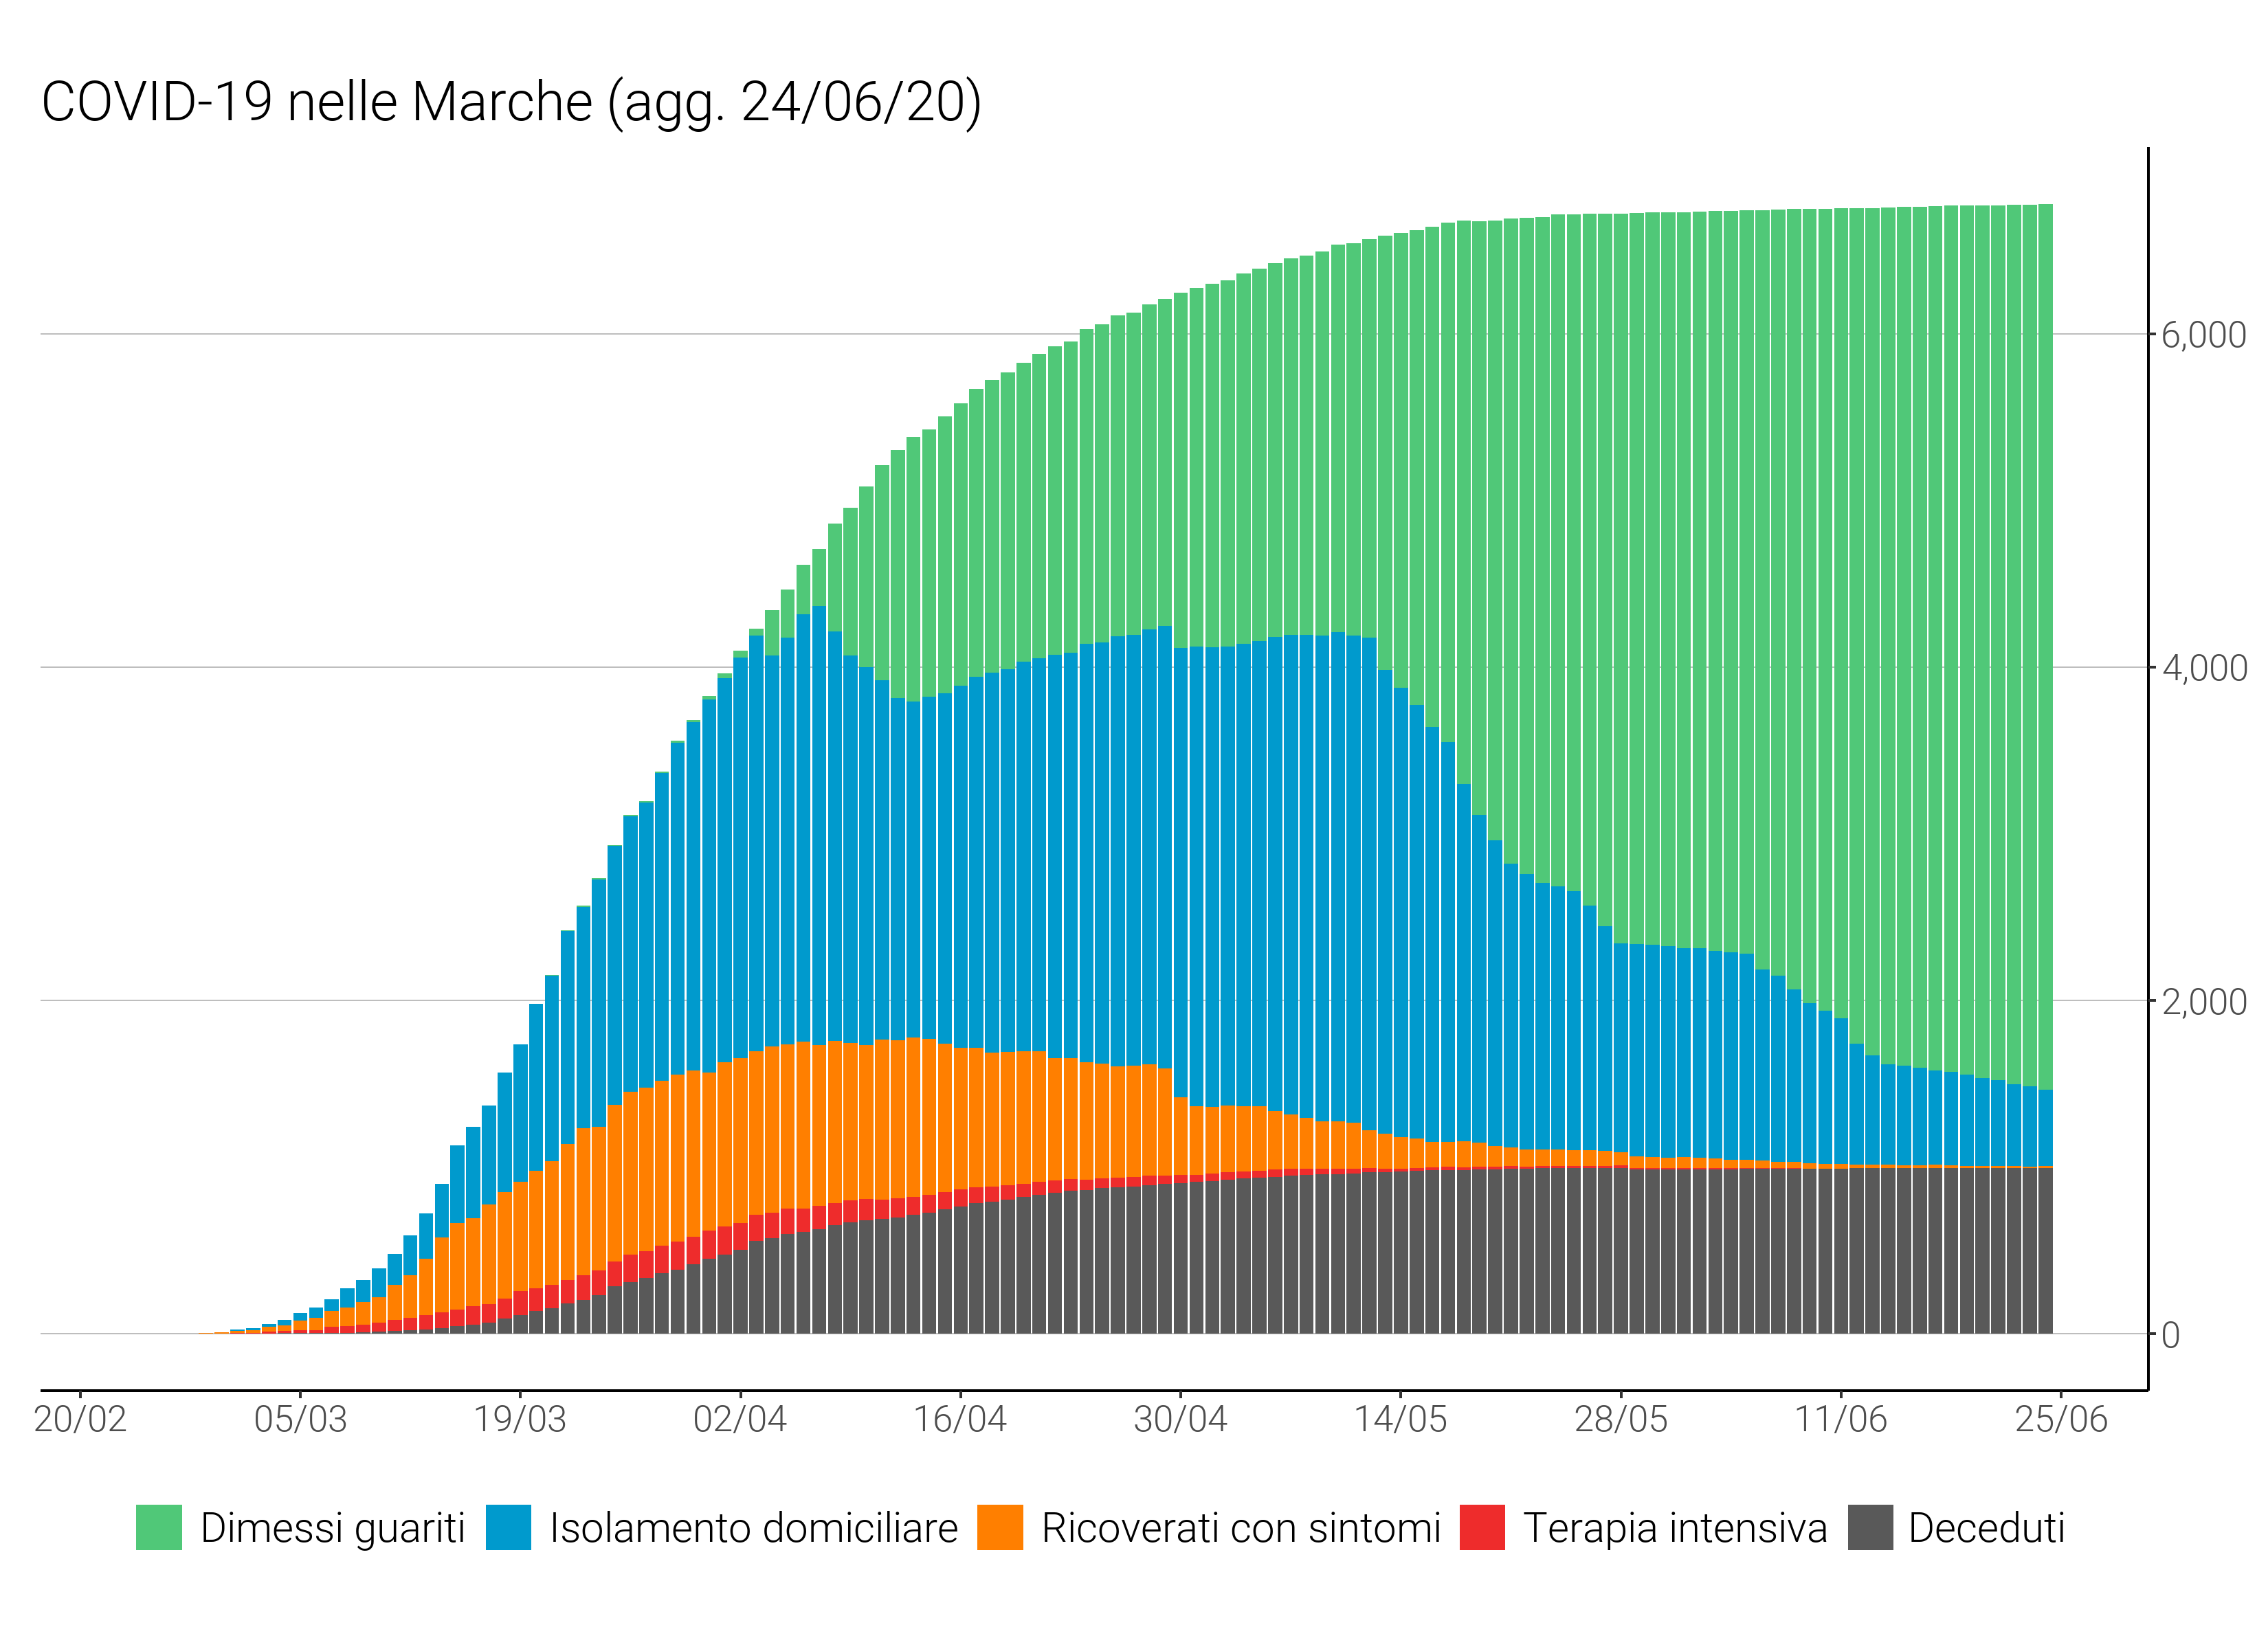 COVID-19 nelle Marche (agg. 24/06/20)
6,000
4,000
2,000
0
20/02 05/03 19/03 02/04 16/04 30/04 14/05 28/05 11/06 25/06
Dimessi guariti Isolamento domiciliare Ricoverati con sintomi Terapia intensiva Deceduti